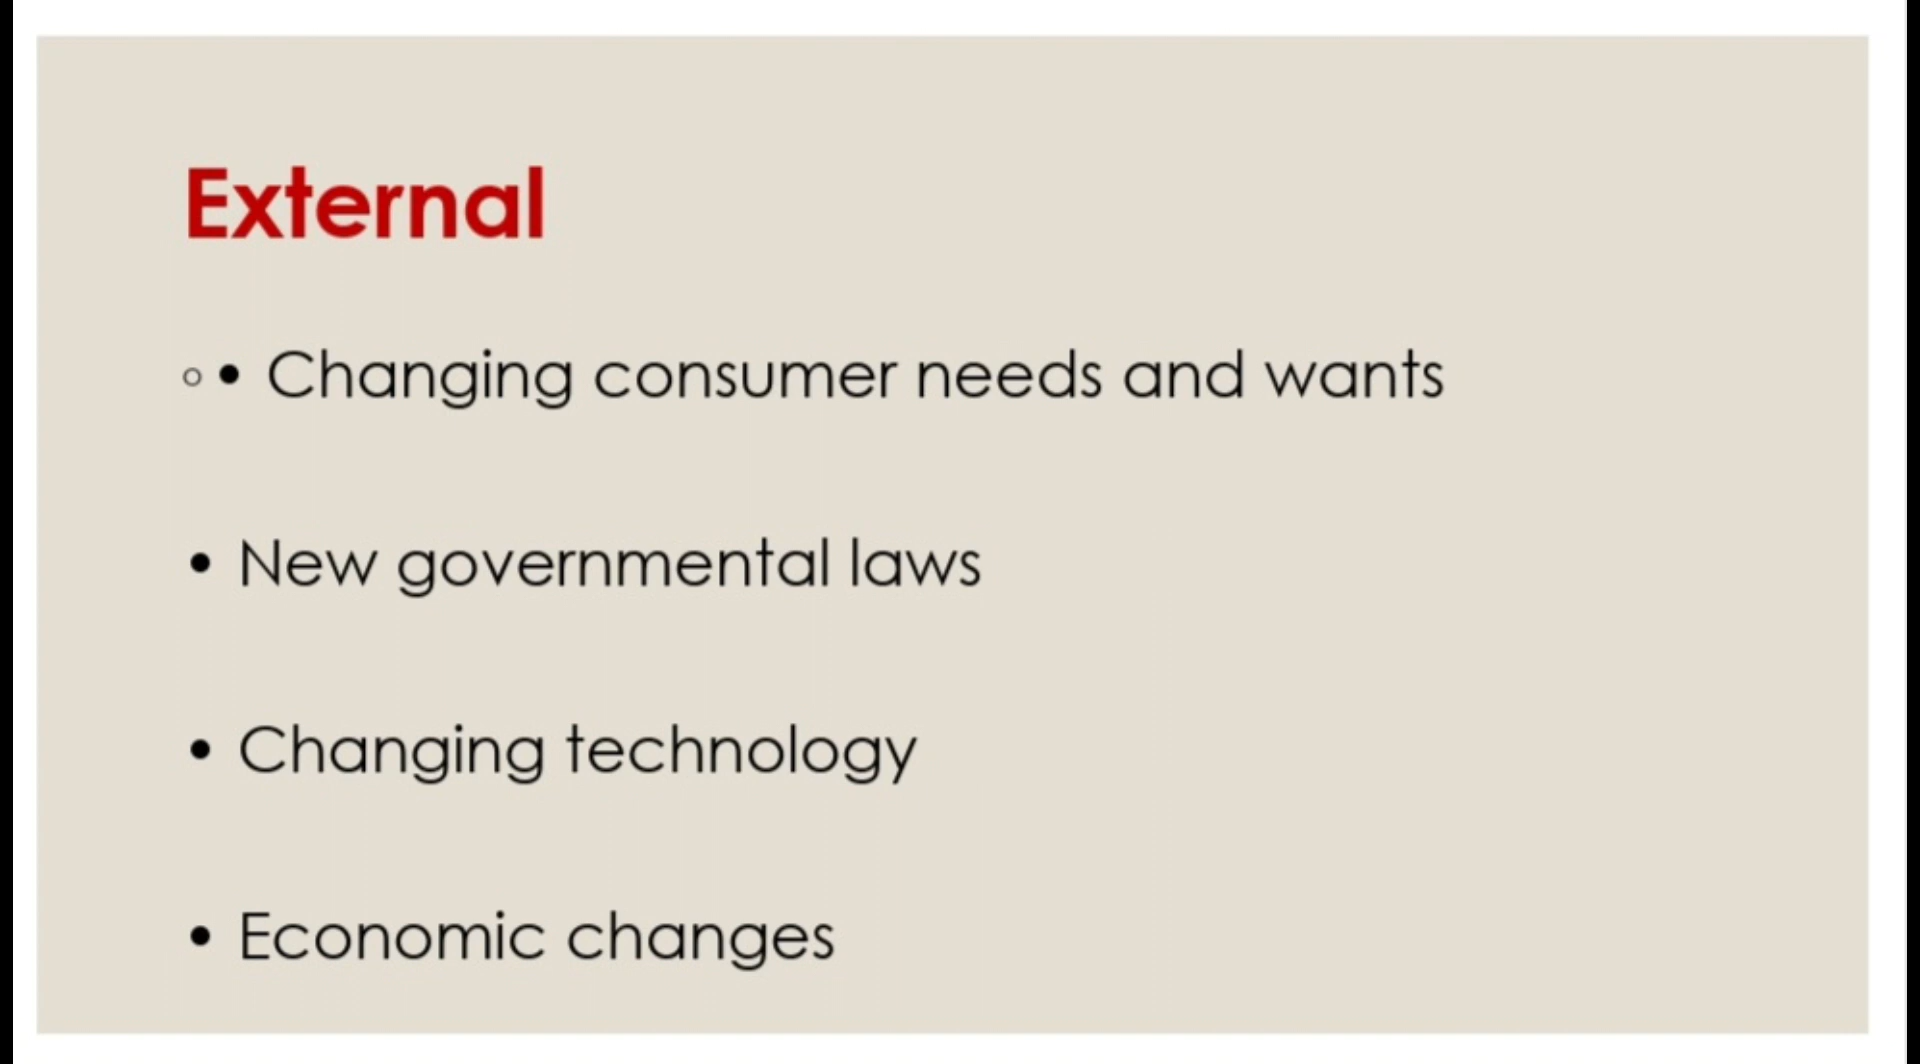 External
◦ • Changing consumer needs and wants
• New governmental laws
• Changing technology
• Economic changes